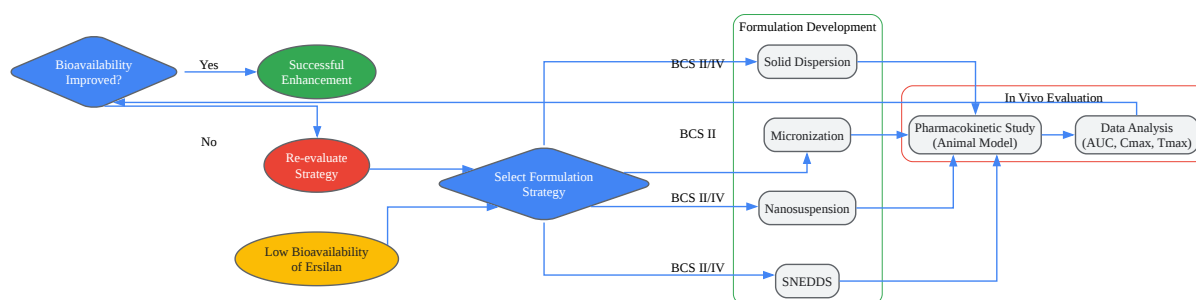 Formulation Development
Bioavailability
Improved?
Yes
Successful
Enhancement
BCS II/IV
Solid Dispersion
In Vivo Evaluation
No
BCS II
Micronization
Pharmacokinetic Study
(Animal Model)
Data Analysis
(AUC, Cmax, Tmax)
Re-evaluate
Strategy
Select Formulation
Strategy
BCS II/IV
Nanosuspension
Low Bioavailability
of Ersilan
BCS II/IV
SNEDDS